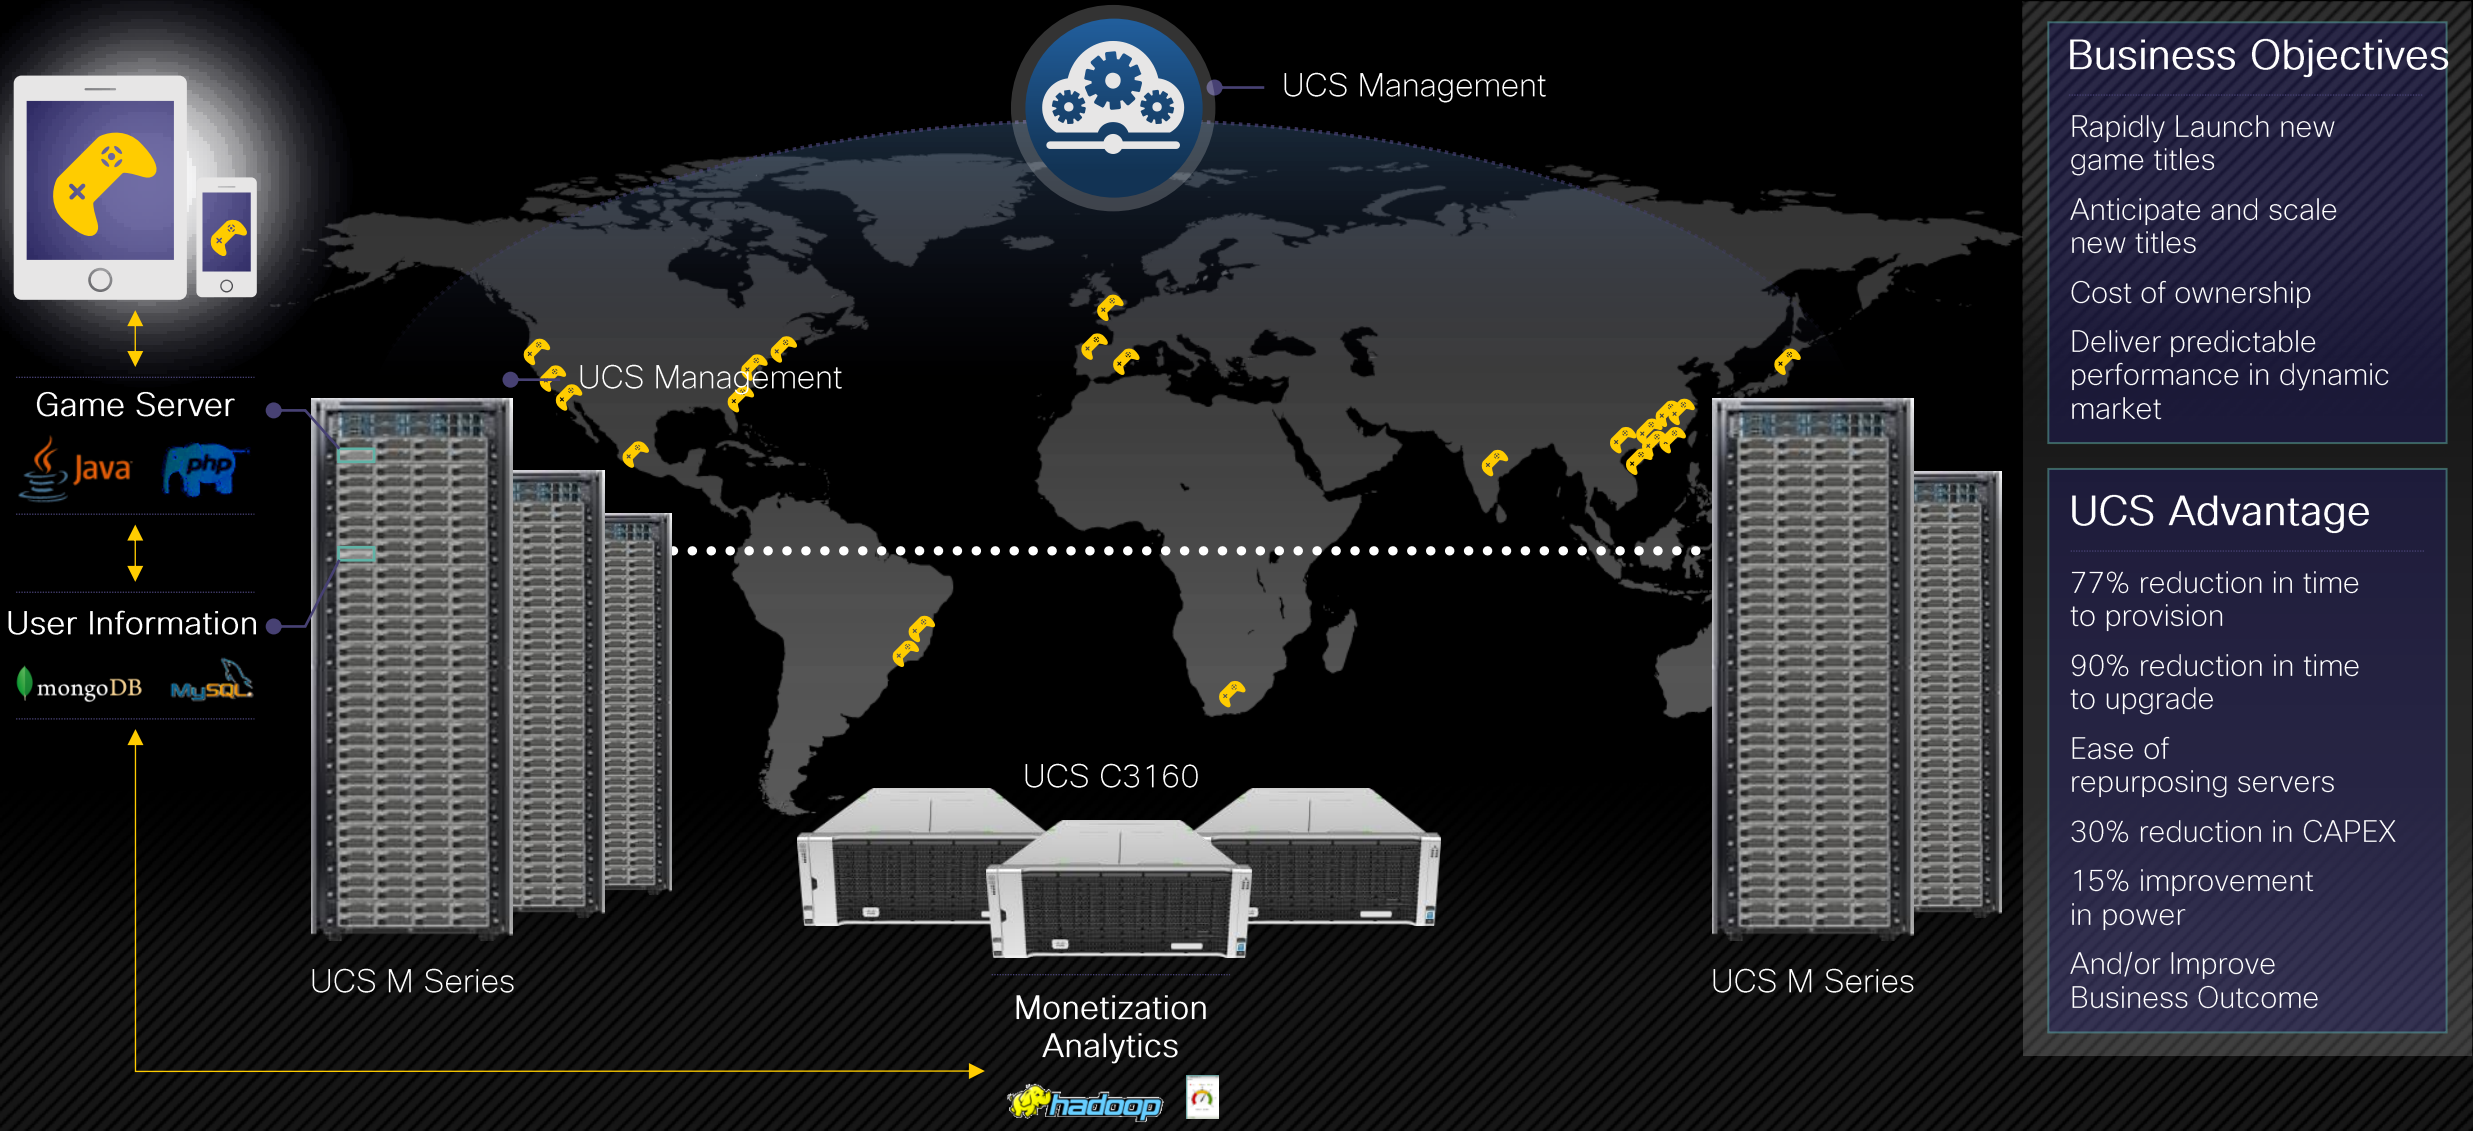 UCS Management
UCS Management
Game Server
Java
php
User Information
mongoDB
MySQL
UCS M Series
UCS C3160
Monetization
Analytics
hadoop
UCS M Series
Business Objectives
Rapidly Launch new
game titles
Anticipate and scale
new titles
Cost of ownership
Deliver predictable
performance in dynamic
market
UCS Advantage
77% reduction in time
to provision
90% reduction in time
to upgrade
Ease of
repurposing servers
30% reduction in CAPEX
15% improvement
in power
And/or Improve
Business Outcome